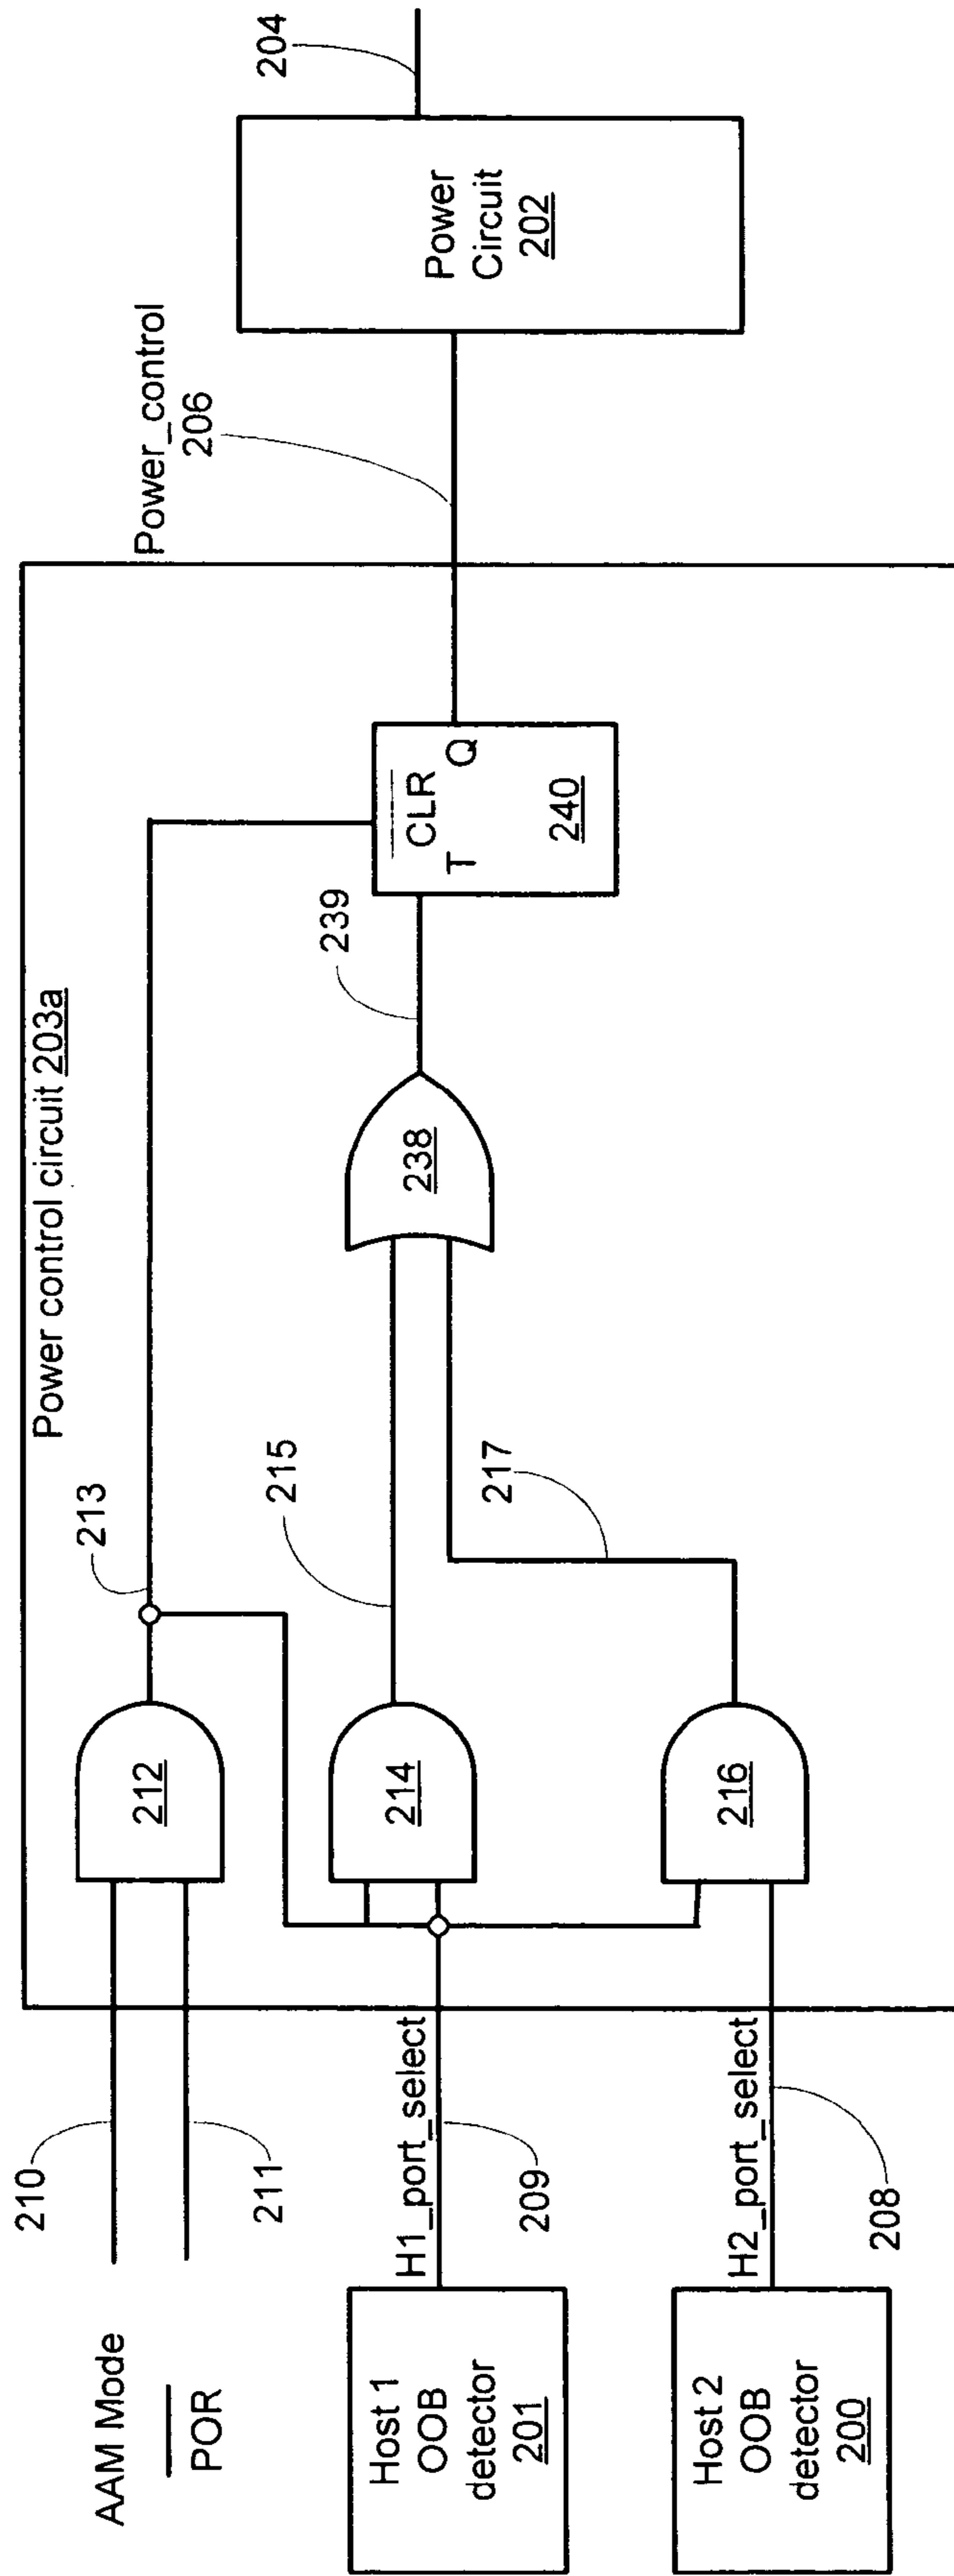 Power control circuit 203a
AAM Mode
POR
210
211
212
213
Host 1
OOB
detector
201
H1_port_select
209
214
215
Host 2
OOB
detector
200
H2_port_select
208
216
217
238
239
CLR
T
Q
240
Power_control
206
Power
Circuit
202
204